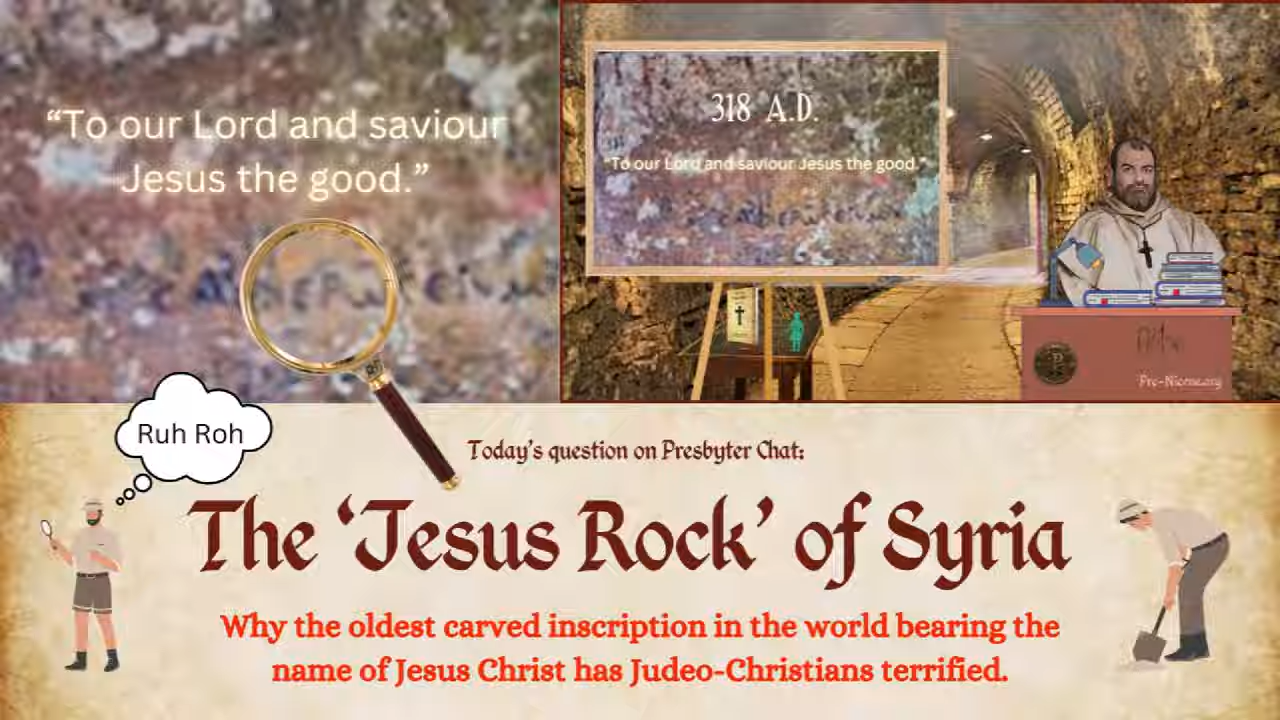 “To our Lord and saviour
Jesus the good.”
318 A.D.
“To our Lord and saviour Jesus the good.”
Pre-Nicene.org
Ruh Roh
Today’s question on Presbyter Chat:
The ‘Jesus Rock’ of Syria
Why the oldest carved inscription in the world bearing the
name of Jesus Christ has Judeo-Christians terrified.